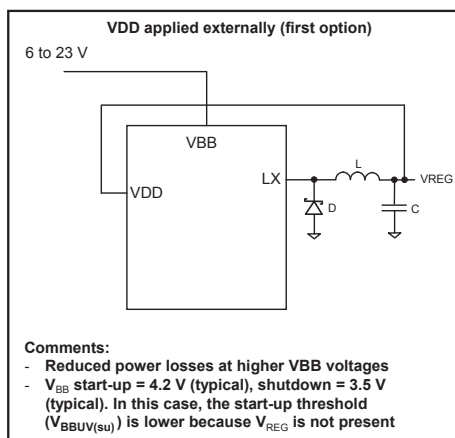 VDD applied externally (first option)
6 to 23 V
VBB
LX
L
VREG
VDD
D
C
Comments:
- Reduced power losses at higher VBB voltages
- VBB start-up = 4.2 V (typical), shutdown = 3.5 V
(typical). In this case, the start-up threshold
(VBBUV(su)) is lower because VREG is not present